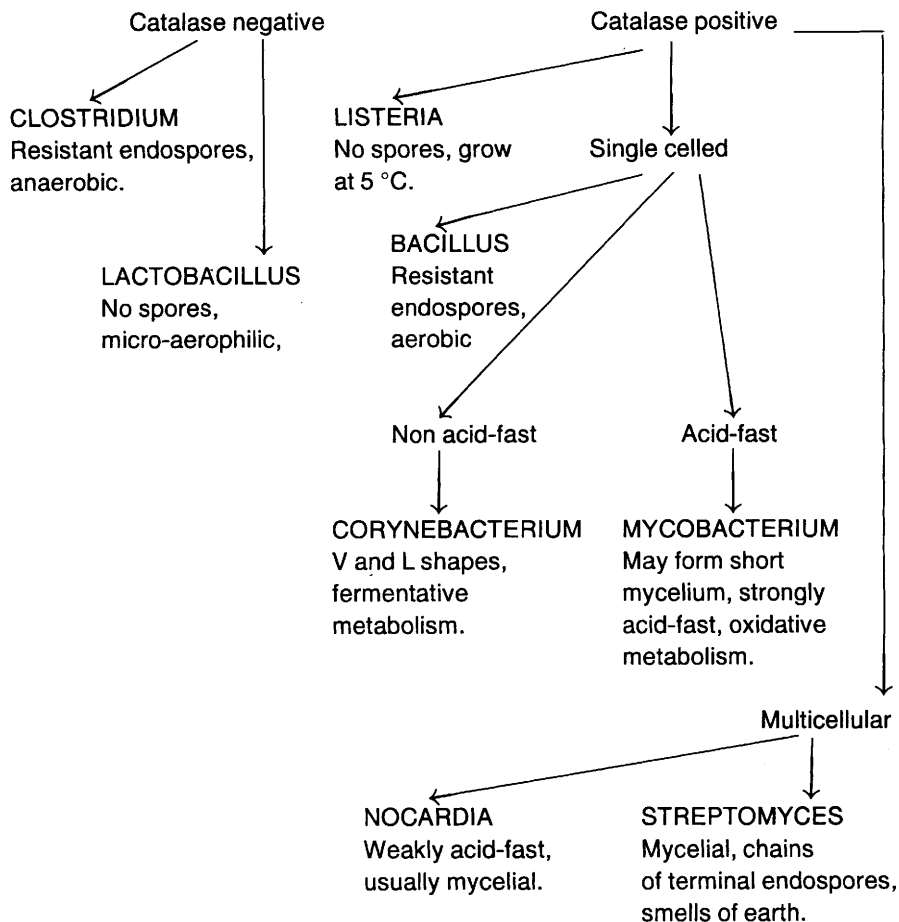 Catalase negative
Catalase positive
CLOSTRIDIUM
Resistant endospores,
anaerobic.
LISTERIA
No spores, grow
at 5 °C.
Single celled
LACTOBACILLUS
No spores,
micro-aerophilic,
BACILLUS
Resistant
endospores,
aerobic
Non acid-fast
Acid-fast
CORYNEBACTERIUM
V and L shapes,
fermentative
metabolism.
MYCOBACTERIUM
May form short
mycelium, strongly
acid-fast, oxidative
metabolism.
Multicellular
NOCARDIA
Weakly acid-fast,
usually mycelial.
STREPTOMYCES
Mycelial, chains
of terminal endospores,
smells of earth.